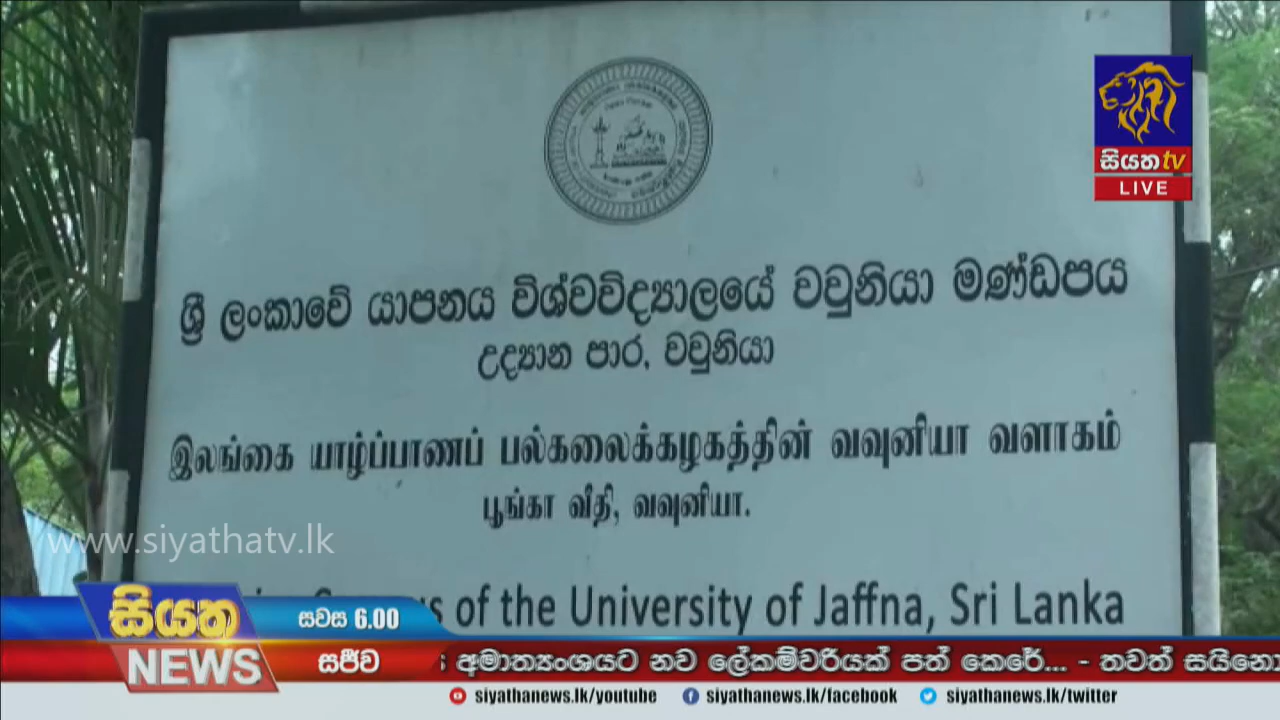 සියත tv
LIVE
ශ්‍රී ලංකාවේ යාපනය විශ්වවිද්‍යාලයේ වවුනියා මණ්ඩපය
උද්‍යාන පාර, වවුනියා
இலங்கை யாழ்ப்பாணப் பல்கலைக்கழகத்தின் வவுனியா வளாகம்
பூங்கா வீதி, வவுனியா.
www.siyathatv.lk
of the University of Jaffna, Sri Lanka
සියත
සවස 6.00
NEWS
සජීව
අමාත්‍යංශයට නව ලේකම්වරියක් පත් කෙරේ... - තවත්
siyathanews.lk/youtube siyathanews.lk/facebook siyathanews.lk/twitter